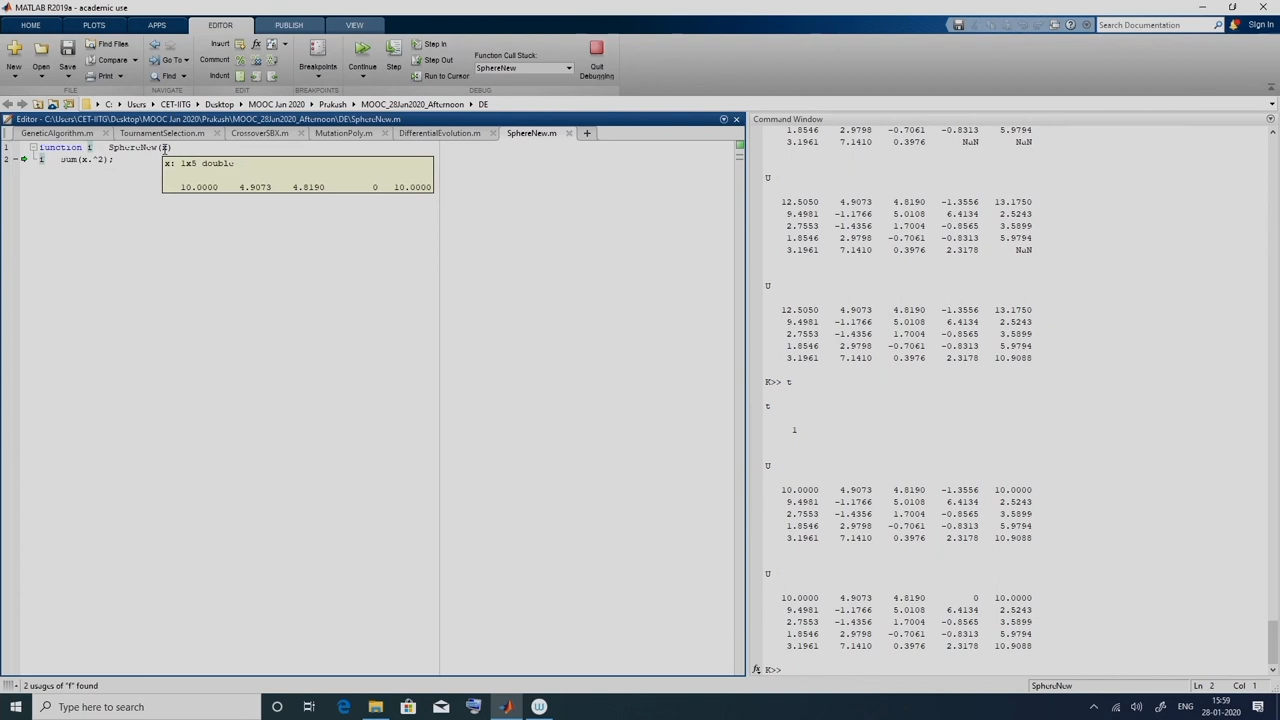 MATLAB R2019a - academic use
HOME PLOTS APPS EDITOR PUBLISH VIEW Search Documentation Sign In
New Open Save Find Files Compare Print Go To Find Insert Comment Indent Breakpoints Continue Step Step In Step Out Run to Cursor Function Call Stack: SphereNew Quit Debugging
FILE NAVIGATE EDIT BREAKPOINTS DEBUG
C: Users CET-IITG Desktop MOOC Jan 2020 Prakash MOOC_28Jan2020_Afternoon DE
Editor - C:\Users\CET-IITG\Desktop\MOOC Jan 2020\Prakash\MOOC_28Jan2020_Afternoon\DE\SphereNew.m
GeneticAlgorithm.m TournamentSelection.m CrossoverSBX.m MutationPoly.m DifferentialEvolution.m SphereNew.m
1 function f SphereNew(x)
2 f sum(x.^2);
x: 1x5 double
10.0000 4.9073 4.8190 0 10.0000
Command Window
1.8546 2.9798 -0.7061 -0.8313 5.9794
3.1961 7.1410 0.3976 NaN NaN
U
12.5050 4.9073 4.8190 -1.3556 13.1750
9.4981 -1.1766 5.0108 6.4134 2.5243
2.7553 -1.4356 1.7004 -0.8565 3.5899
1.8546 2.9798 -0.7061 -0.8313 5.9794
3.1961 7.1410 0.3976 2.3178 NaN
U
12.5050 4.9073 4.8190 -1.3556 13.1750
9.4981 -1.1766 5.0108 6.4134 2.5243
2.7553 -1.4356 1.7004 -0.8565 3.5899
1.8546 2.9798 -0.7061 -0.8313 5.9794
3.1961 7.1410 0.3976 2.3178 10.9088
K>> t
t
1
U
10.0000 4.9073 4.8190 -1.3556 10.0000
9.4981 -1.1766 5.0108 6.4134 2.5243
2.7553 -1.4356 1.7004 -0.8565 3.5899
1.8546 2.9798 -0.7061 -0.8313 5.9794
3.1961 7.1410 0.3976 2.3178 10.9088
U
10.0000 4.9073 4.8190 0 10.0000
9.4981 -1.1766 5.0108 6.4134 2.5243
2.7553 -1.4356 1.7004 -0.8565 3.5899
1.8546 2.9798 -0.7061 -0.8313 5.9794
3.1961 7.1410 0.3976 2.3178 10.9088
fx K>>
2 usages of "f" found SphereNew Ln 2 Col 1
Type here to search ENG 15:59
28-01-2020